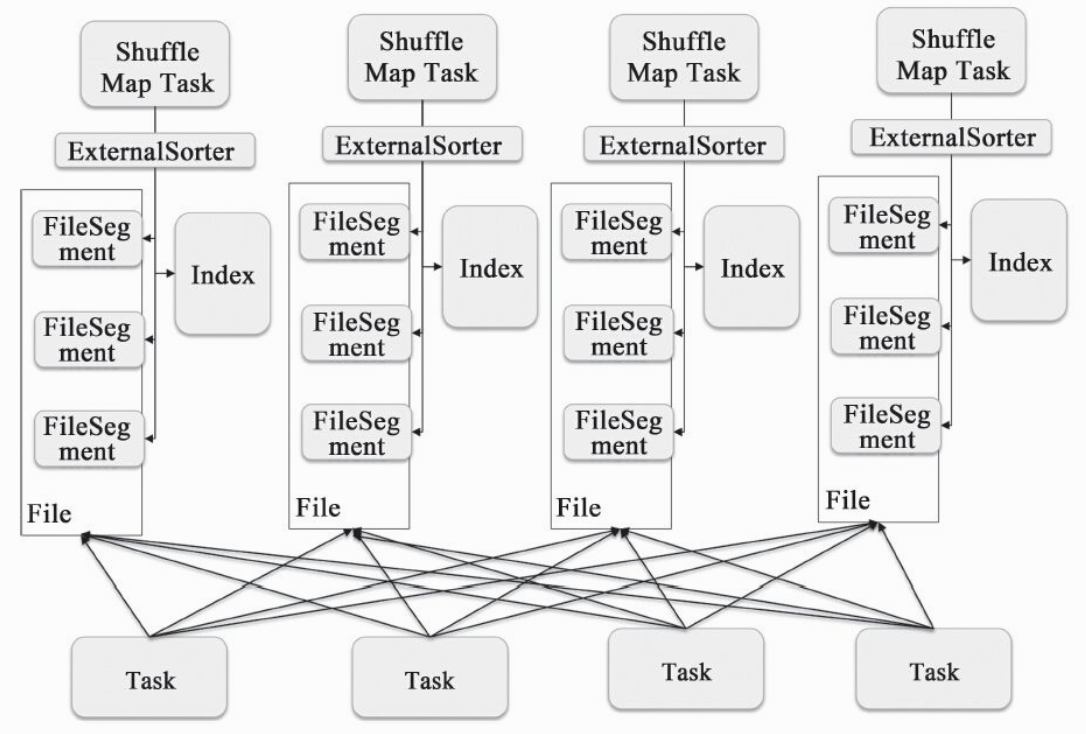 Shuffle
Map Task
Shuffle
Map Task
Shuffle
Map Task
Shuffle
Map Task
ExternalSorter
ExternalSorter
ExternalSorter
ExternalSorter
FileSeg
ment
FileSeg
ment
FileSeg
ment
Index
File
FileSeg
ment
FileSeg
ment
FileSeg
ment
Index
File
FileSeg
ment
FileSeg
ment
FileSeg
ment
Index
File
FileSeg
ment
FileSeg
ment
FileSeg
ment
Index
File
Task
Task
Task
Task